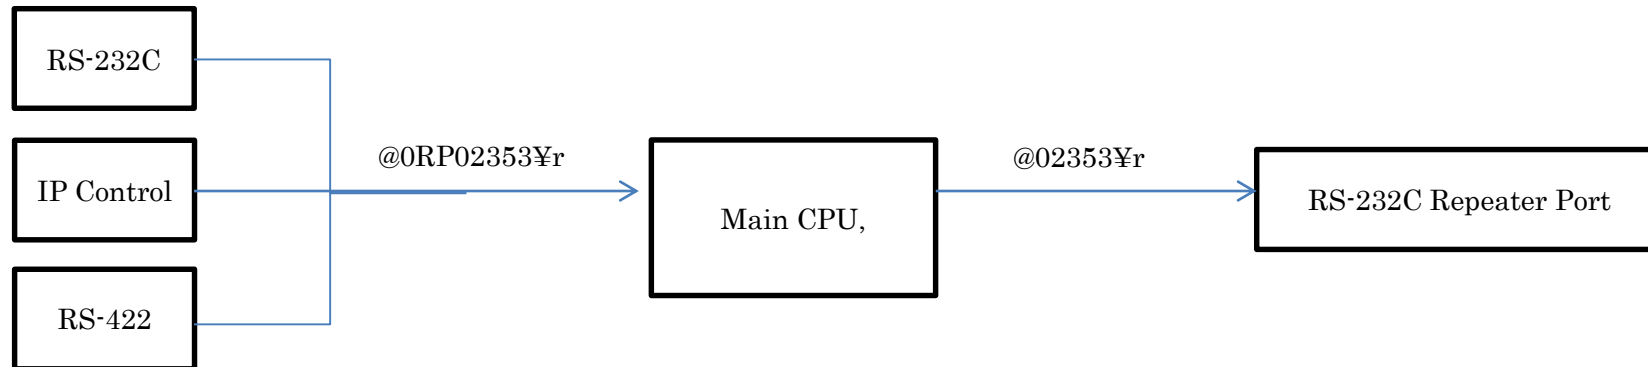 RS-232C
IP Control
RS-422
@0RP02353¥r
Main CPU,
@02353¥r
RS-232C Repeater Port